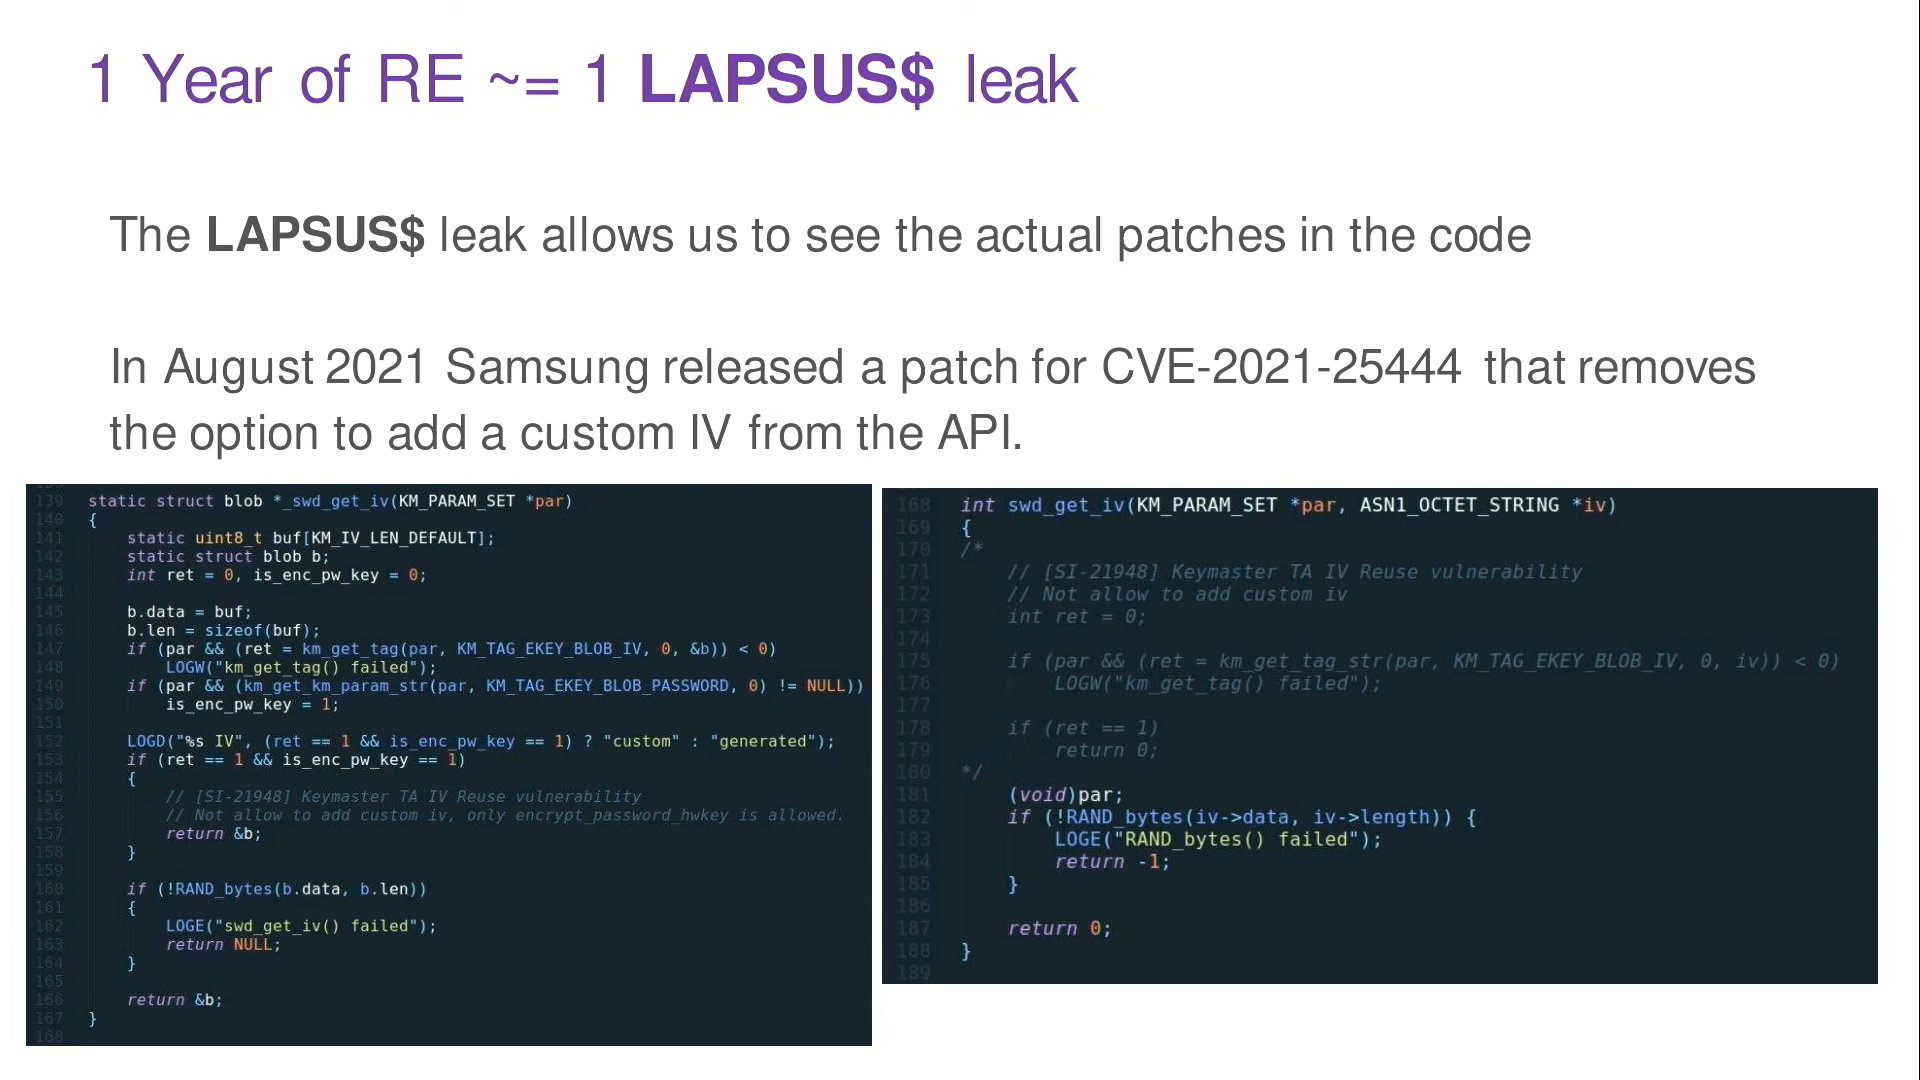 1 Year of RE ~= 1 LAPSUS$ leak
The LAPSUS$ leak allows us to see the actual patches in the code
In August 2021 Samsung released a patch for CVE-2021-25444 that removes
the option to add a custom IV from the API.
139 static struct blob *_swd_get_iv(KM_PARAM_SET *par)
140 {
141     static uint8_t buf[KM_IV_LEN_DEFAULT];
142     static struct blob b;
143     int ret = 0, is_enc_pw_key = 0;
144
145     b.data = buf;
146     b.len = sizeof(buf);
147     if (par && (ret = km_get_tag(par, KM_TAG_EKEY_BLOB_IV, 0, &b)) < 0)
148         LOGW("km_get_tag() failed");
149     if (par && (km_get_km_param_str(par, KM_TAG_EKEY_BLOB_PASSWORD, 0) != NULL))
150         is_enc_pw_key = 1;
151
152     LOGD("%s IV", (ret == 1 && is_enc_pw_key == 1) ? "custom" : "generated");
153     if (ret == 1 && is_enc_pw_key == 1)
154     {
155         // [SI-21948] Keymaster TA IV Reuse vulnerability
156         // Not allow to add custom iv, only encrypt_password_hwkey is allowed.
157         return &b;
158     }
159
160     if (!RAND_bytes(b.data, b.len))
161     {
162         LOGE("swd_get_iv() failed");
163         return NULL;
164     }
165
166     return &b;
167 }
168
168 int swd_get_iv(KM_PARAM_SET *par, ASN1_OCTET_STRING *iv)
169 {
170 /*
171     // [SI-21948] Keymaster TA IV Reuse vulnerability
172     // Not allow to add custom iv
173     int ret = 0;
174
175     if (par && (ret = km_get_tag_str(par, KM_TAG_EKEY_BLOB_IV, 0, iv)) < 0)
176         LOGW("km_get_tag() failed");
177
178     if (ret == 1)
179         return 0;
180 */
181     (void)par;
182     if (!RAND_bytes(iv->data, iv->length)) {
183         LOGE("RAND_bytes() failed");
184         return -1;
185     }
186
187     return 0;
188 }
189